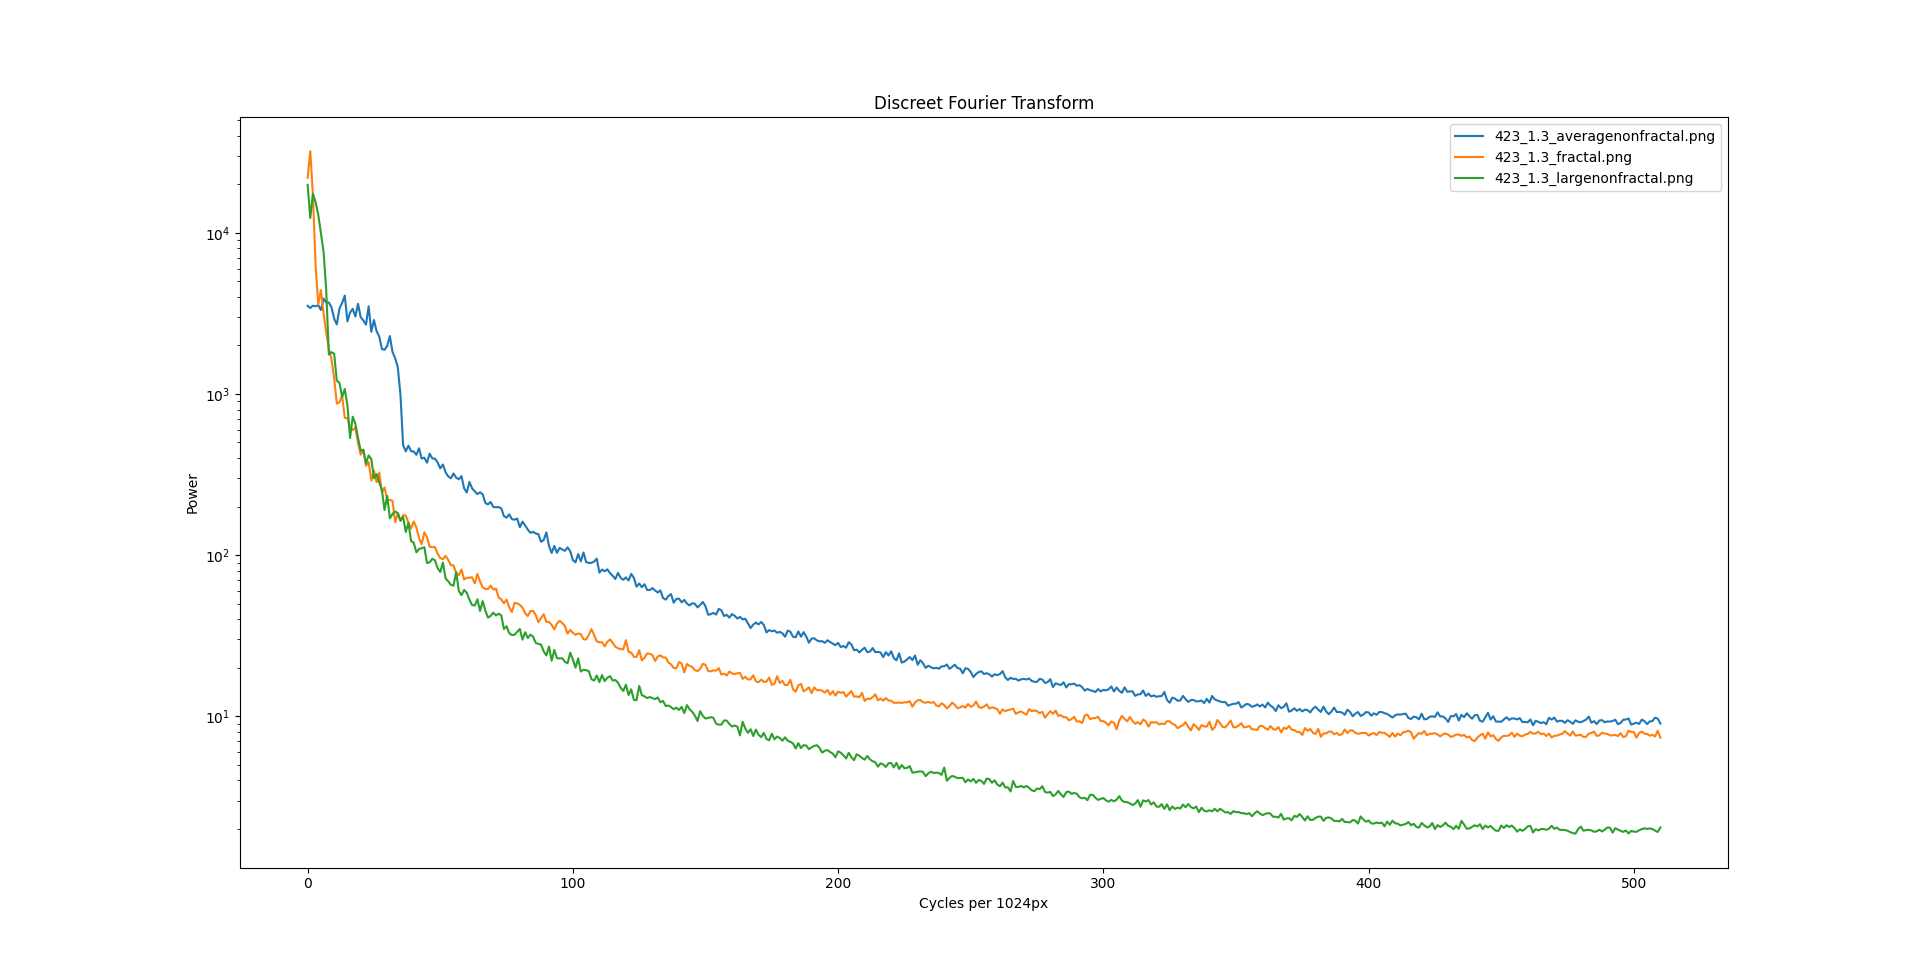 Discreet Fourier Transform
423_1.3_averagenonfractal.png
423_1.3_fractal.png
423_1.3_largenonfractal.png
Power
10⁴
10³
10²
10¹
0 100 200 300 400 500
Cycles per 1024px